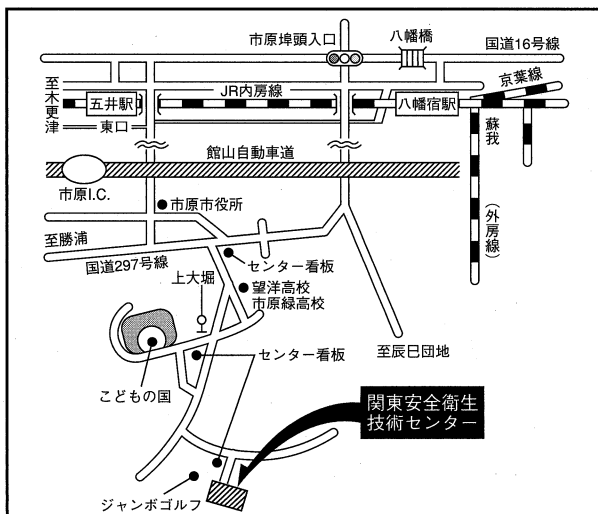 市原埠頭入口
八幡橋
国道16号線
京葉線
至木更津
五井駅
JR内房線
八幡宿駅
蘇我
東口
館山自動車道
市原I.C.
市原市役所
(外房線)
至勝浦
国道297号線
センター看板
上大堀
望洋高校
市原緑高校
センター看板
至辰巳団地
こどもの国
関東安全衛生
技術センター
ジャンボゴルフ